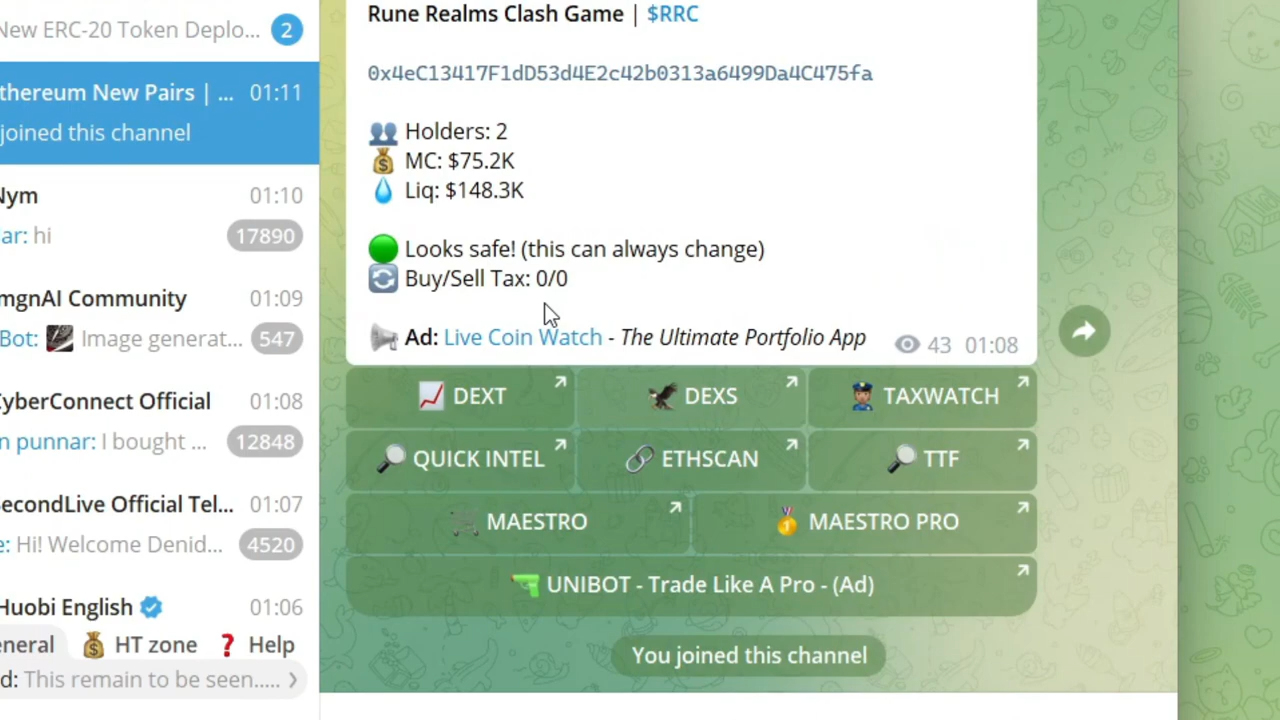 New ERC-20 Token Deplo... 2
thereum New Pairs | ... 01:11
joined this channel
Nym 01:10
ar: hi 17890
mgnAI Community 01:09
Bot: Image generat... 547
CyberConnect Official 01:08
n punnar: I bought ... 12848
SecondLive Official Tel... 01:07
e: Hi! Welcome Denid... 4520
Huobi English 01:06
eneral HT zone Help
d: This remain to be seen.....
Rune Realms Clash Game | $RRC
0x4eC13417F1dD53d4E2c42b0313a6499Da4C475fa
Holders: 2
MC: $75.2K
Liq: $148.3K
Looks safe! (this can always change)
Buy/Sell Tax: 0/0
Ad: Live Coin Watch - The Ultimate Portfolio App 43 01:08
DEXT DEXS TAXWATCH
QUICK INTEL ETHSCAN TTF
MAESTRO MAESTRO PRO
UNIBOT - Trade Like A Pro - (Ad)
You joined this channel